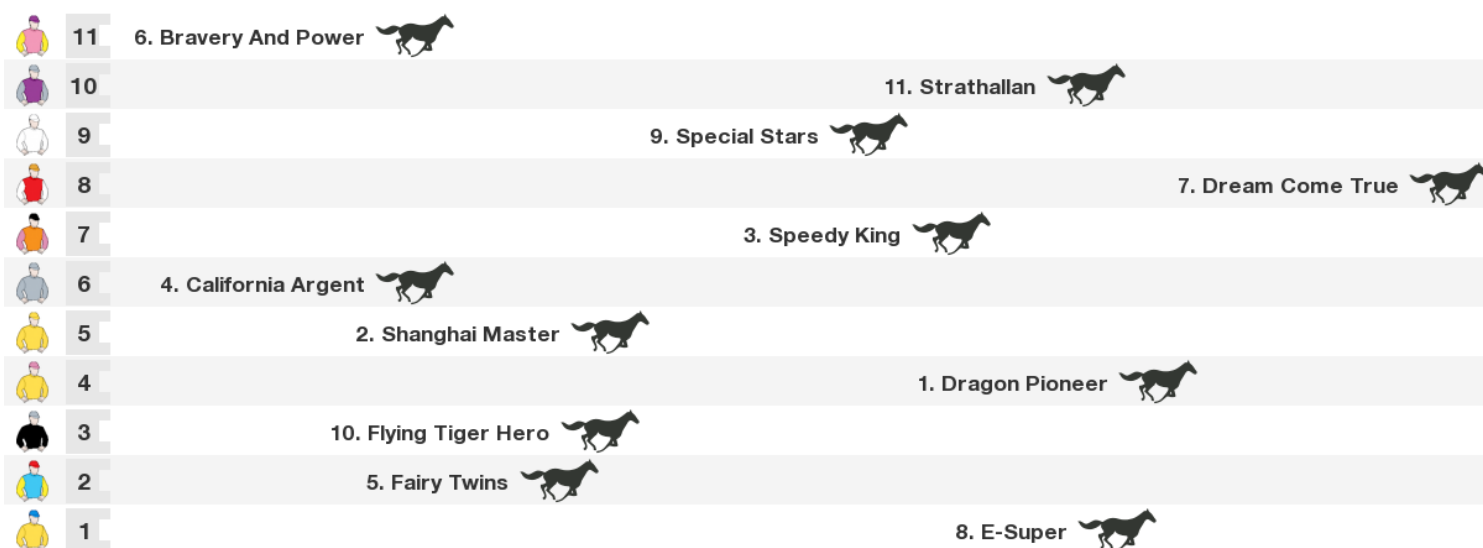 11 6. Bravery And Power
10 11. Strathallan
9 9. Special Stars
8 7. Dream Come True
7 3. Speedy King
6 4. California Argent
5 2. Shanghai Master
4 1. Dragon Pioneer
3 10. Flying Tiger Hero
2 5. Fairy Twins
1 8. E-Super